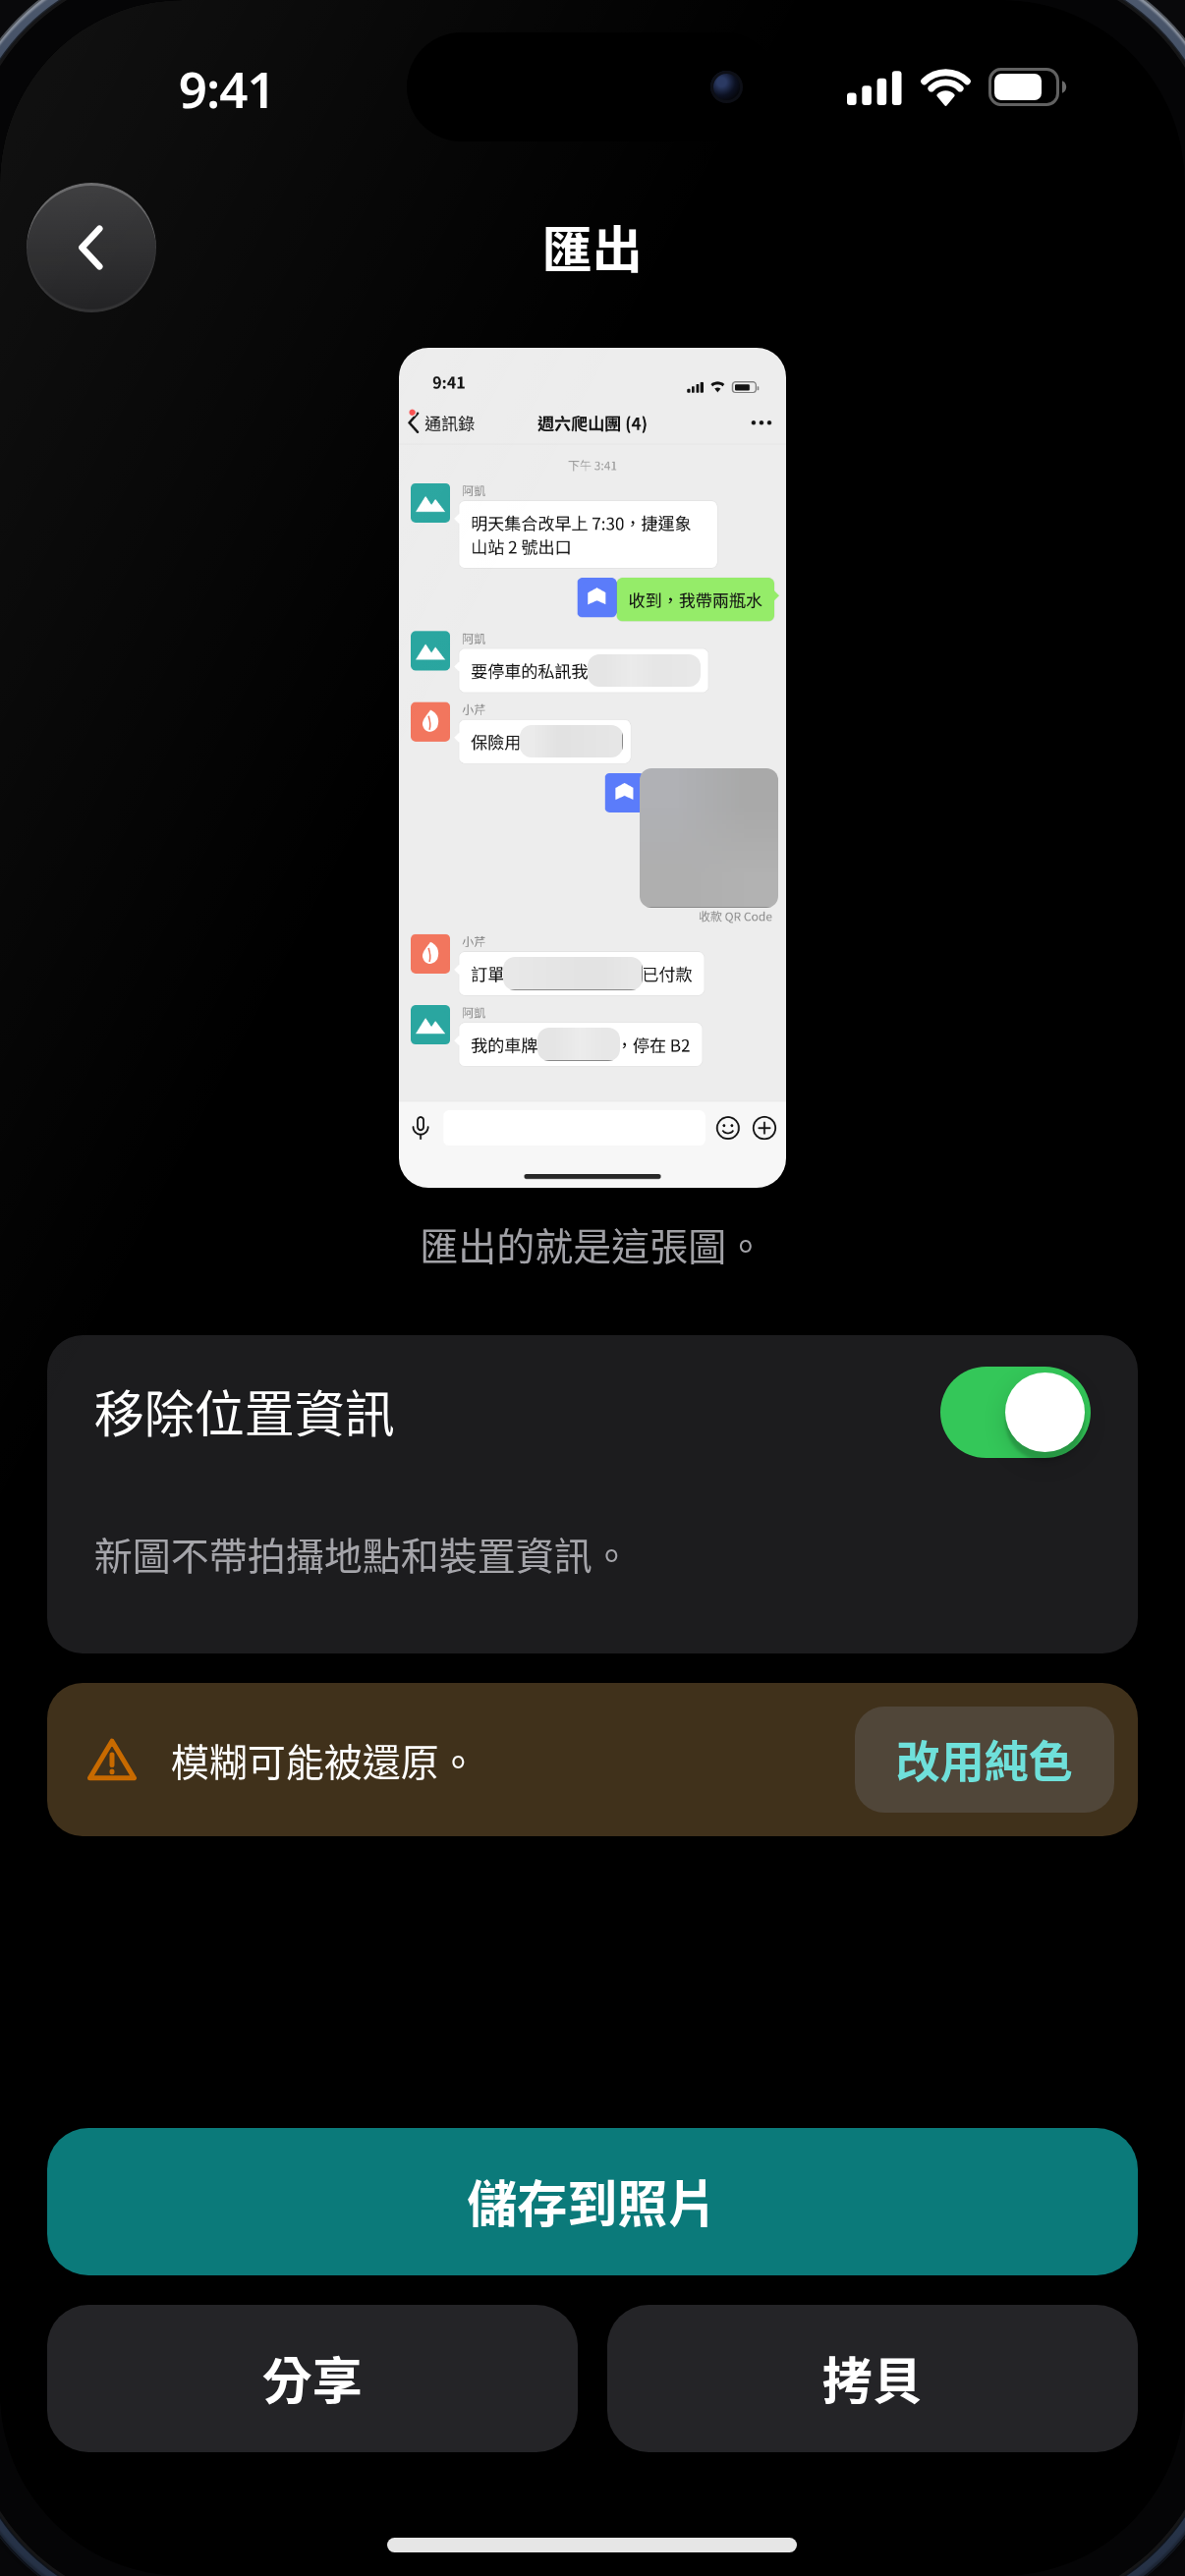 9:41
匯出
9:41
通訊錄
週六爬山團 (4)
下午 3:41
阿凱
明天集合改早上 7:30，捷運象
山站 2 號出口
收到，我帶兩瓶水
阿凱
要停車的私訊我
小芹
保險用
收款 QR Code
小芹
訂單 已付款
阿凱
我的車牌 ，停在 B2
匯出的就是這張圖。
移除位置資訊
新圖不帶拍攝地點和裝置資訊。
模糊可能被還原。
改用純色
儲存到照片
分享
拷貝